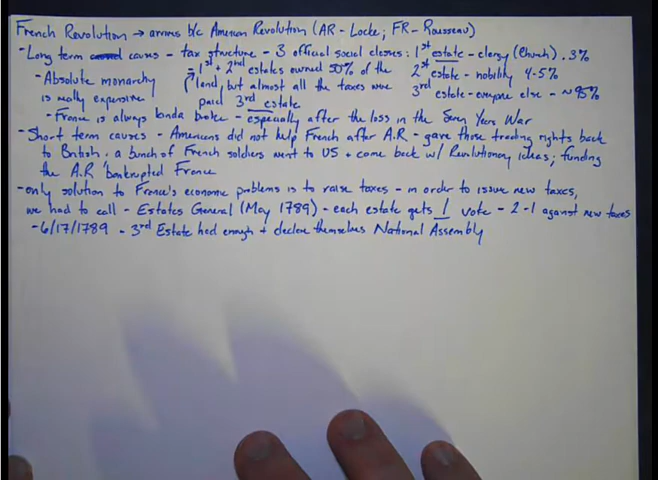 French Revolution → arrives b/c American Revolution (AR - Locke; FR - Rousseau)
-Long term causes - tax structure - 3 official social classes: 1st estate - clergy (Church) .3%
-1st + 2nd estates owned 50% of the 2st estate - nobility 4-5%
land, but almost all the taxes were 3rd estate - everyone else - ~95%
paid 3rd estate
-Absolute monarchy
is really expensive
-France is always kinda broke - especially after the loss in the Seven Years War
-Short term causes - Americans did not help French after A.R - gave those trading rights back
to British. a bunch of French soldiers went to US + come back w/ Revolutionary ideas; funding
the A.R bankrupted France
-only solution to France's economic problems is to raise taxes - in order to issue new taxes,
we had to call - Estates General (May 1789) - each estate gets 1 vote - 2-1 against new taxes
-6/17/1789 - 3rd Estate had enough + declare themselves National Assembly